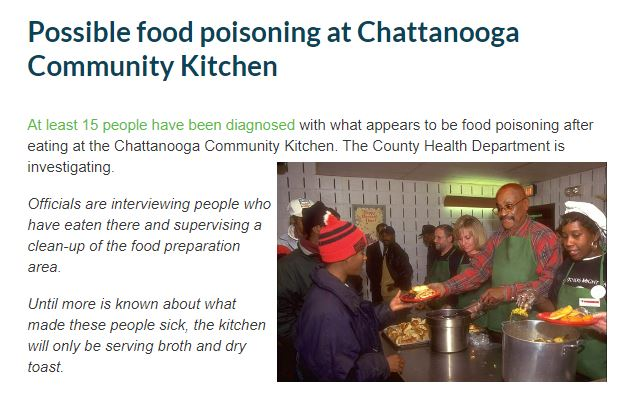 Possible food poisoning at Chattanooga
Community Kitchen
At least 15 people have been diagnosed with what appears to be food poisoning after
eating at the Chattanooga Community Kitchen. The County Health Department is
investigating.
Officials are interviewing people who
have eaten there and supervising a
clean-up of the food preparation
area.
Until more is known about what
made these people sick, the kitchen
will only be serving broth and dry
toast.